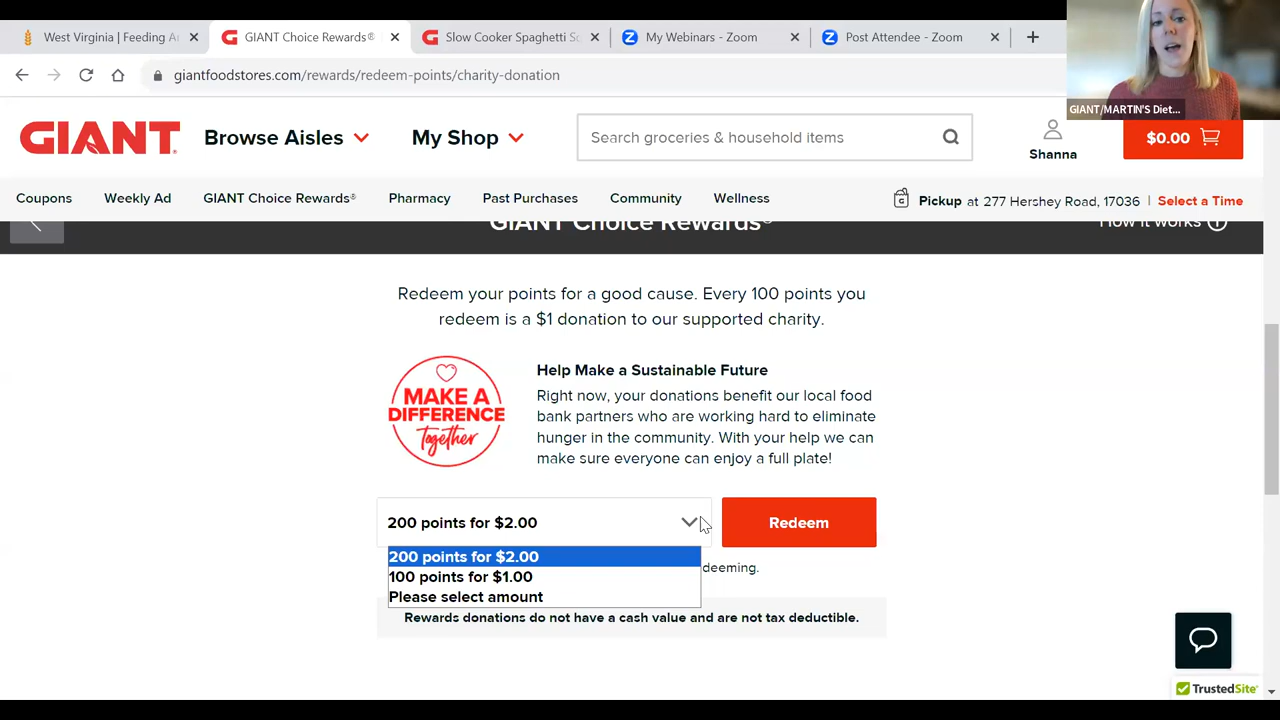 West Virginia | Feeding Ar
GIANT Choice Rewards®
Slow Cooker Spaghetti Sc
My Webinars - Zoom
Post Attendee - Zoom
giantfoodstores.com/rewards/redeem-points/charity-donation
GIANT/MARTIN'S Diet...
GIANT
Browse Aisles
My Shop
Search groceries & household items
Shanna
$0.00
Coupons
Weekly Ad
GIANT Choice Rewards®
Pharmacy
Past Purchases
Community
Wellness
Pickup at 277 Hershey Road, 17036 | Select a Time
GIANT Choice Rewards®
How it works
Redeem your points for a good cause. Every 100 points you
redeem is a $1 donation to our supported charity.
MAKE A
DIFFERENCE
together
Help Make a Sustainable Future
Right now, your donations benefit our local food
bank partners who are working hard to eliminate
hunger in the community. With your help we can
make sure everyone can enjoy a full plate!
200 points for $2.00
Redeem
200 points for $2.00
100 points for $1.00
Please select amount
deeming.
Rewards donations do not have a cash value and are not tax deductible.
TrustedSite